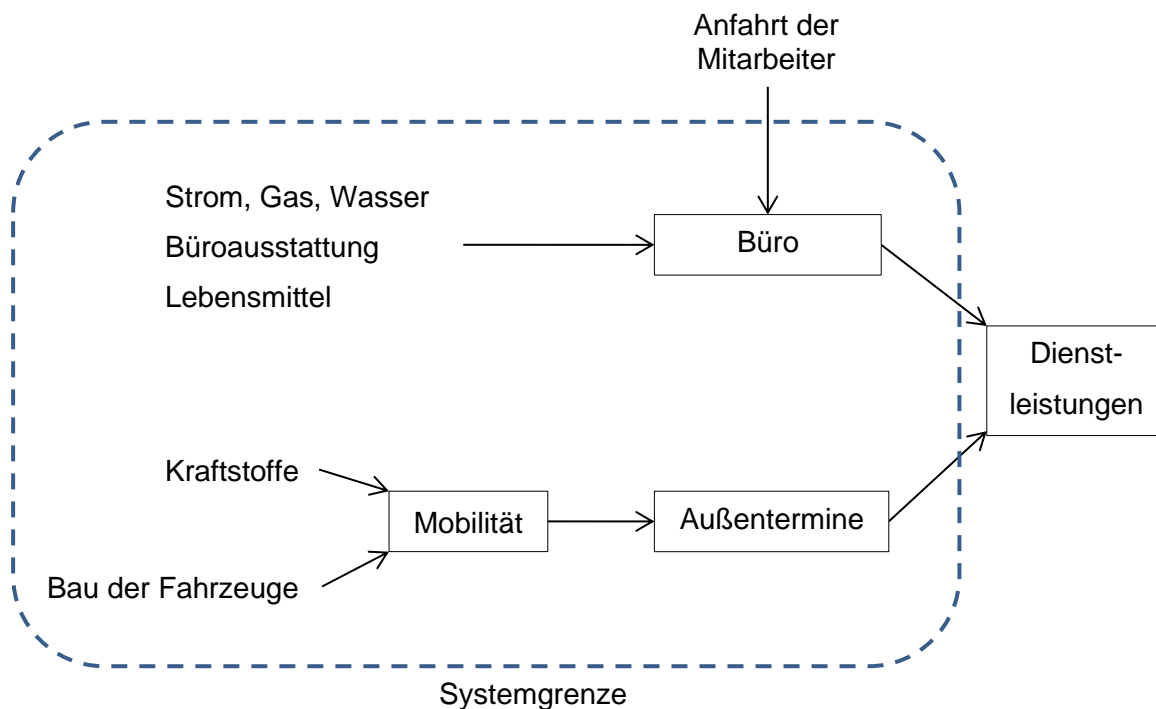 Anfahrt der
Mitarbeiter
Strom, Gas, Wasser
Büroausstattung
Lebensmittel
Büro
Dienst-
leistungen
Kraftstoffe
Mobilität
Außentermine
Bau der Fahrzeuge
Systemgrenze